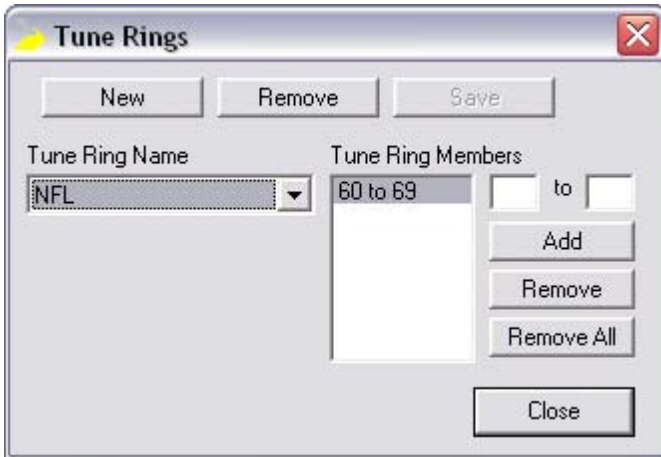 Tune Rings
New Remove Save
Tune Ring Name Tune Ring Members
NFL 60 to 69 to
Add
Remove
Remove All
Close